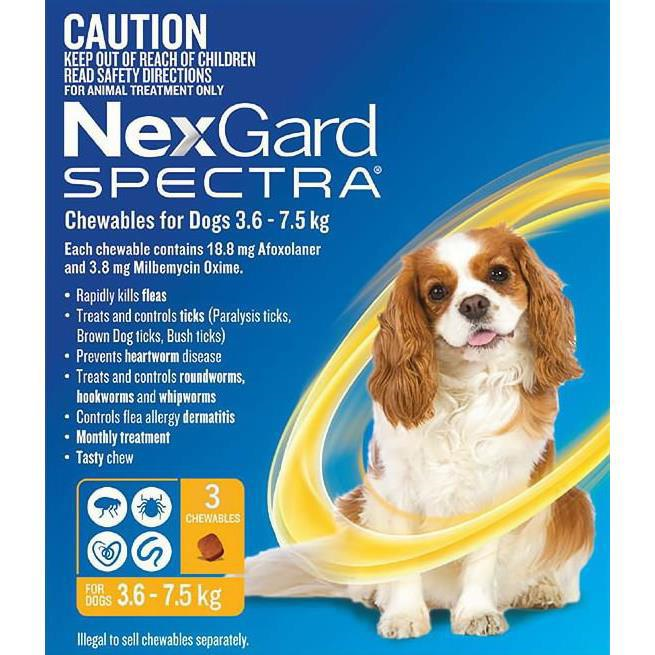 CAUTION
KEEP OUT OF REACH OF CHILDREN
READ SAFETY DIRECTIONS
FOR ANIMAL TREATMENT ONLY
NexGard
SPECTRA®
Chewables for Dogs 3.6 - 7.5 kg
Each chewable contains 18.8 mg Afoxolaner
and 3.8 mg Milbemycin Oxime.
• Rapidly kills fleas
• Treats and controls ticks (Paralysis ticks,
Brown Dog ticks, Bush ticks)
• Prevents heartworm disease
• Treats and controls roundworms,
hookworms and whipworms
• Controls flea allergy dermatitis
• Monthly treatment
• Tasty chew
3
CHEWABLES
FOR
DOGS 3.6 - 7.5 kg
Illegal to sell chewables separately.